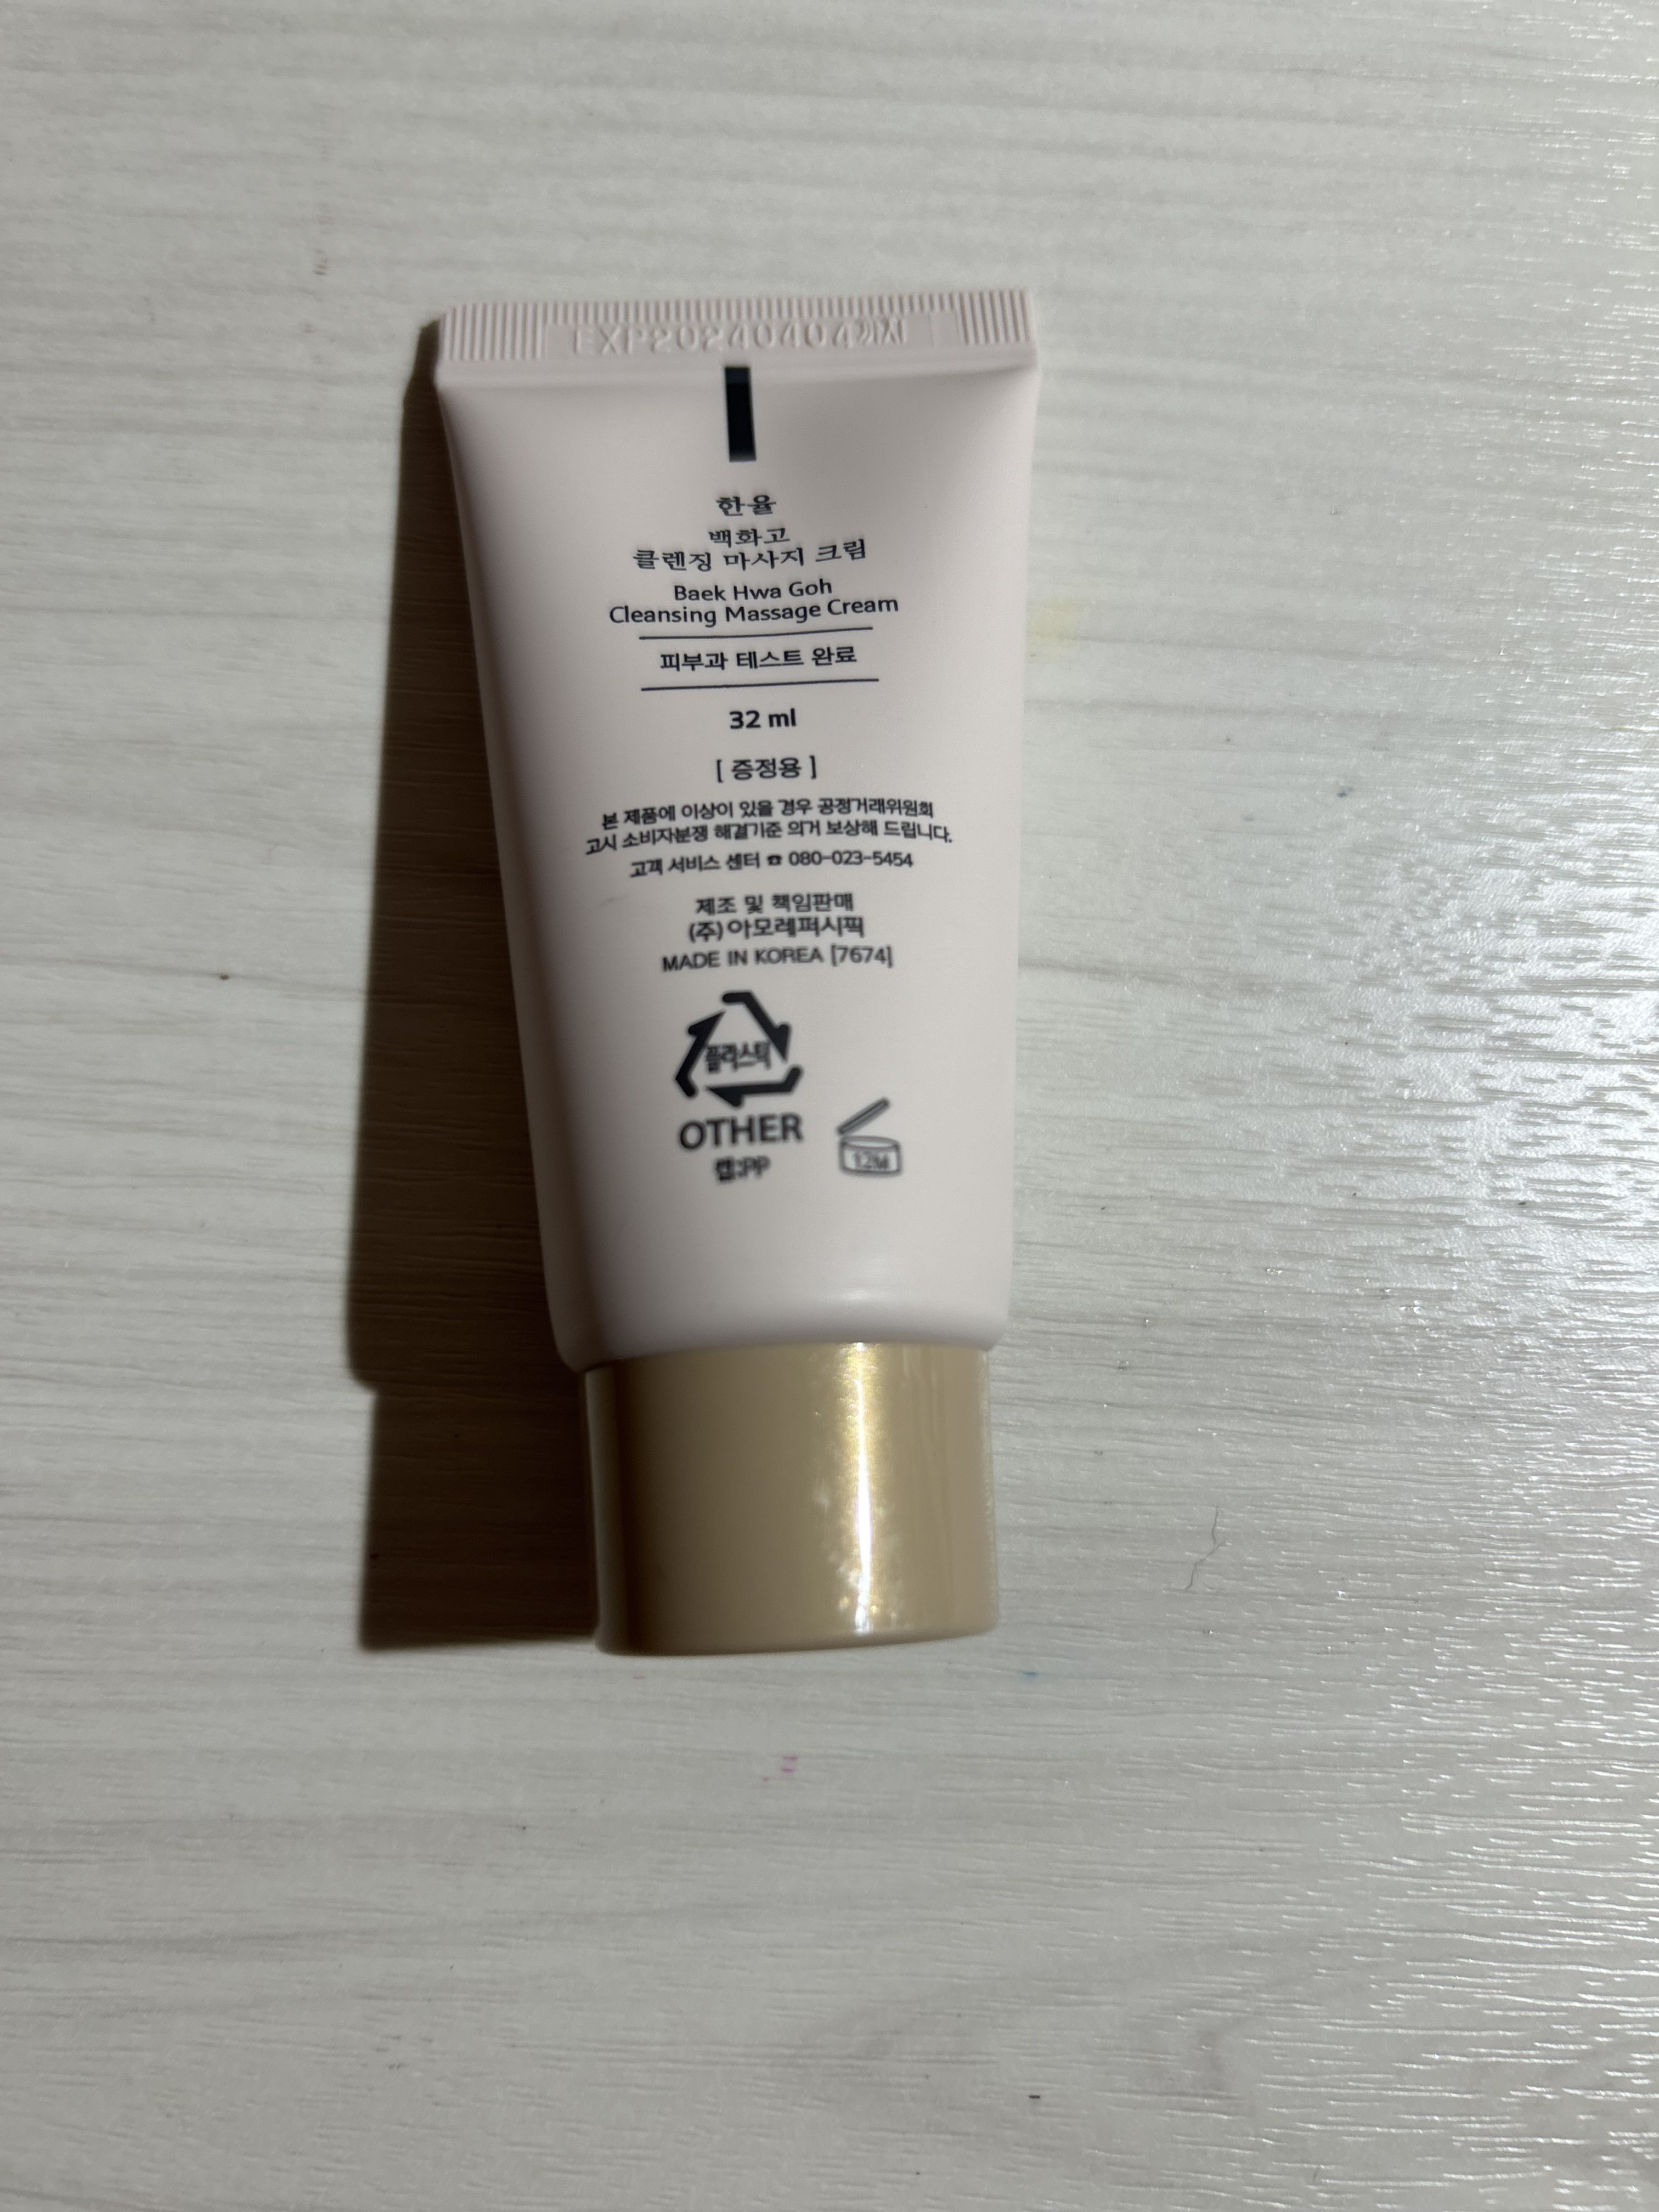 EXP20240404까지
한율
백화고
클렌징 마사지 크림
Baek Hwa Goh
Cleansing Massage Cream
피부과 테스트 완료
32 ml
[ 증정용 ]
본 제품에 이상이 있을 경우 공정거래위원회
고시 소비자분쟁 해결기준 의거 보상해 드립니다.
고객 서비스 센터 ☎ 080-023-5454
제조 및 책임판매
(주)아모레퍼시픽
MADE IN KOREA [7674]
플라스틱
OTHER
캡:PP
12M